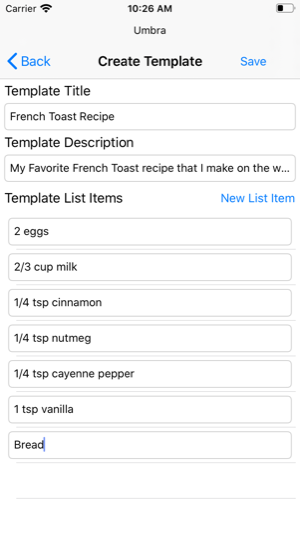 Carrier 10:26 AM
Umbra
Back Create Template Save
Template Title
French Toast Recipe
Template Description
My Favorite French Toast recipe that I make on the w...
Template List Items New List Item
2 eggs
2/3 cup milk
1/4 tsp cinnamon
1/4 tsp nutmeg
1/4 tsp cayenne pepper
1 tsp vanilla
Bread